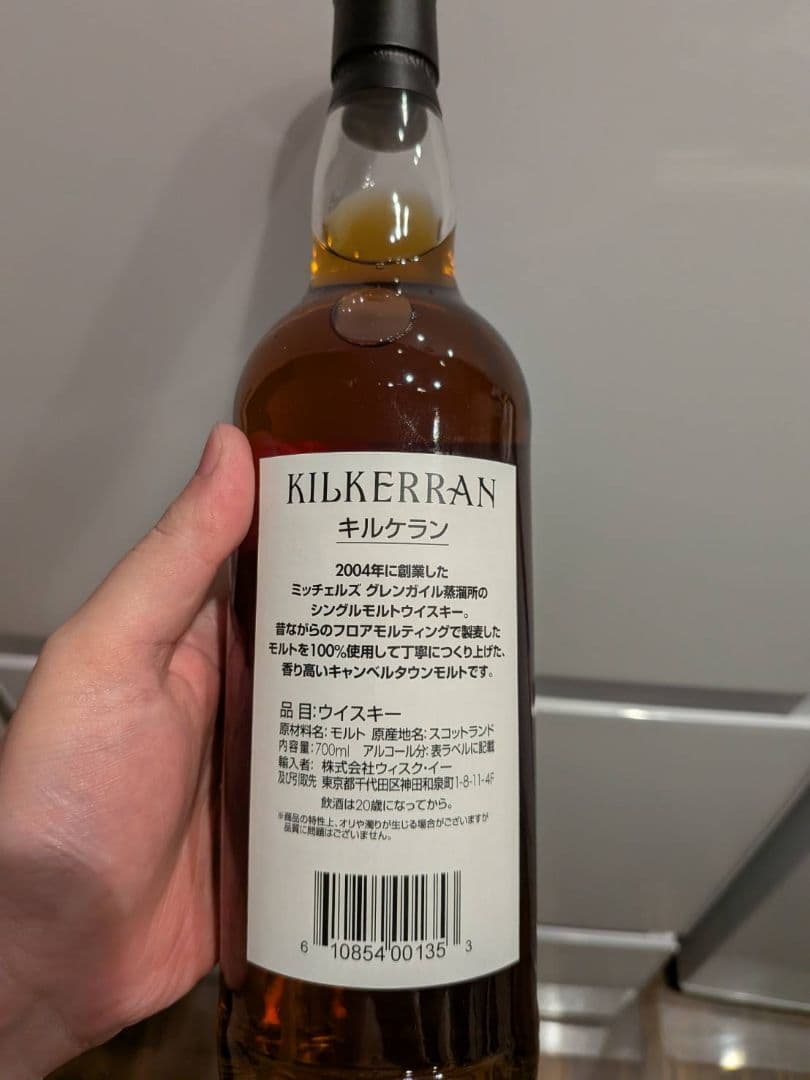 KILKERRAN
キルケラン
2004年に創業した
ミッチェルズ グレンガイル蒸溜所の
シングルモルトウイスキー。
昔ながらのフロアモルティングで製麦した
モルトを100%使用して丁寧につくり上げた、
香り高いキャンベルタウンモルトです。
品 目:ウイスキー
原材料名:モルト 原産地名:スコットランド
内容量:700ml アルコール分:表ラベルに記載
輸入者: 株式会社ウィスク・イー
及び引取先 東京都千代田区神田和泉町1-8-11-4F
飲酒は20歳になってから。
※商品の特性上、オリや濁りが生じる場合がございますが
品質に問題はございません。
6 10854 00135 3